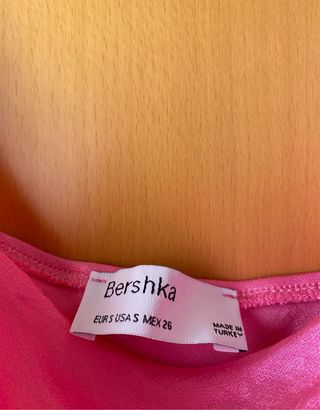 Bershka
EUR S USA S MEX 26
MADE IN
TURKEY